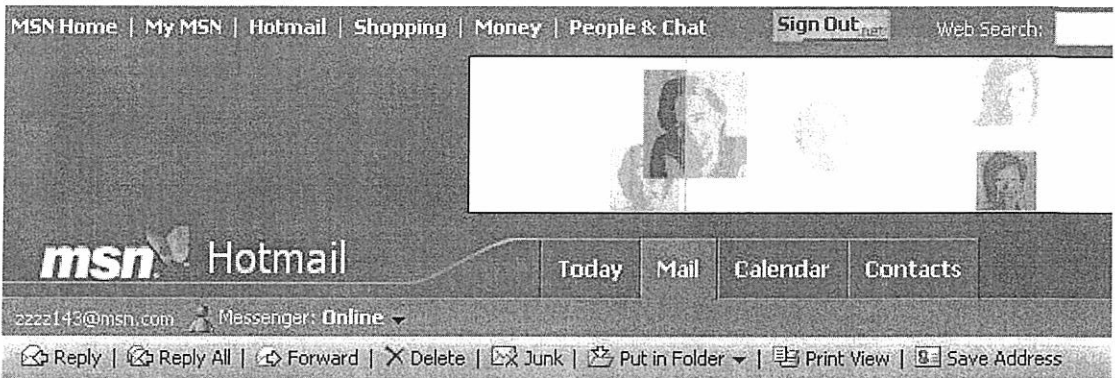 MSN Home | My MSN | Hotmail | Shopping | Money | People & Chat Sign Out .net Web Search:
msn Hotmail Today Mail Calendar Contacts
zzzz143@msn.com Messenger: Online
Reply | Reply All | Forward | Delete | Junk | Put in Folder | Print View | Save Address